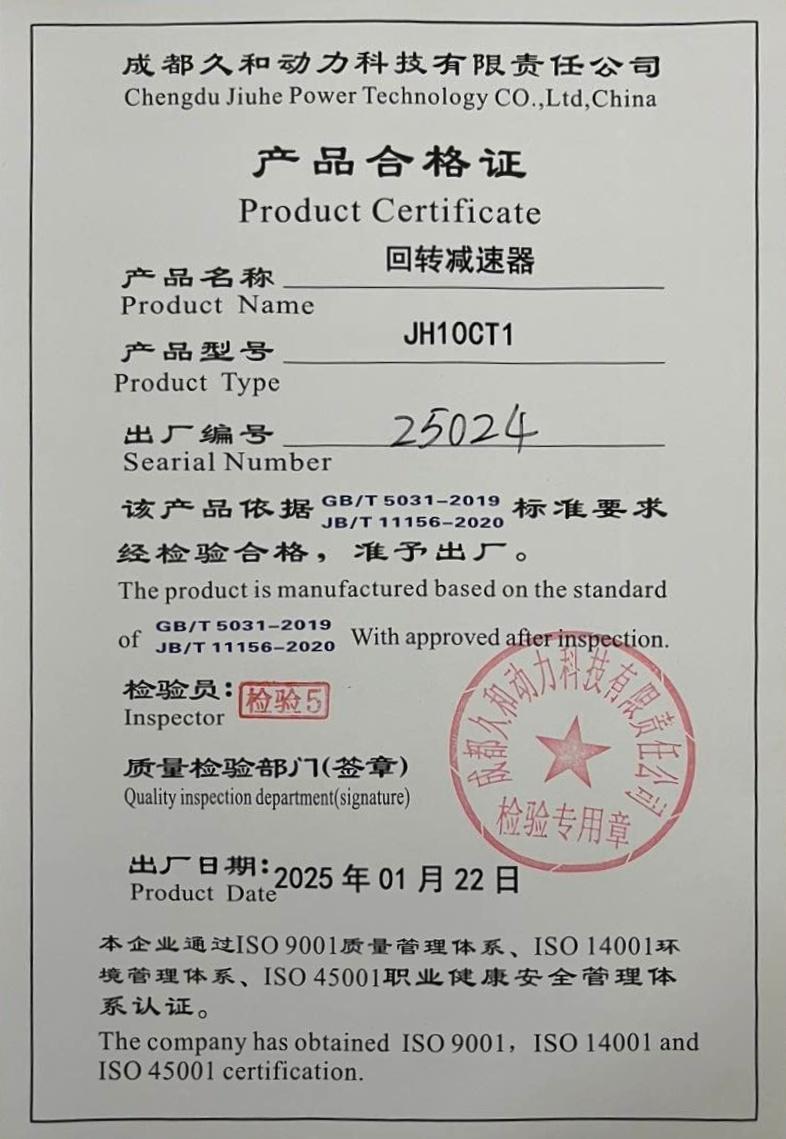 成都久和动力科技有限责任公司
Chengdu Jiuhe Power Technology CO.,Ltd,China
产品合格证
Product Certificate
产品名称 回转减速器
Product Name
产品型号 JH10CT1
Product Type
出厂编号 25024
Searial Number
该产品依据 GB/T 5031-2019 JB/T 11156-2020 标准要求
经检验合格，准予出厂。
The product is manufactured based on the standard
of GB/T 5031-2019 JB/T 11156-2020 With approved after inspection.
检验员: 检验5
Inspector
成都久和动力科技有限责任公司
检验专用章
质量检验部门(签章)
Quality inspection department(signature)
出厂日期: 2025 年 01 月 22 日
Product Date
本企业通过ISO 9001质量管理体系、ISO 14001环
境管理体系、ISO 45001职业健康安全管理体
系认证。
The company has obtained ISO 9001, ISO 14001 and
ISO 45001 certification.